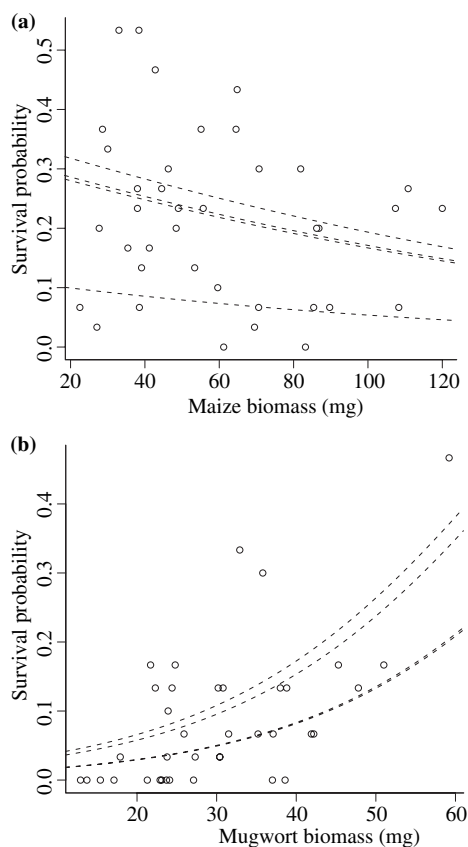 (a)
0.5
0.4
0.3
0.2
0.1
0.0
Survival probability
20 40 60 80 100 120
Maize biomass (mg)
(b)
0.4
0.3
0.2
0.1
0.0
Survival probability
20 30 40 50 60
Mugwort biomass (mg)